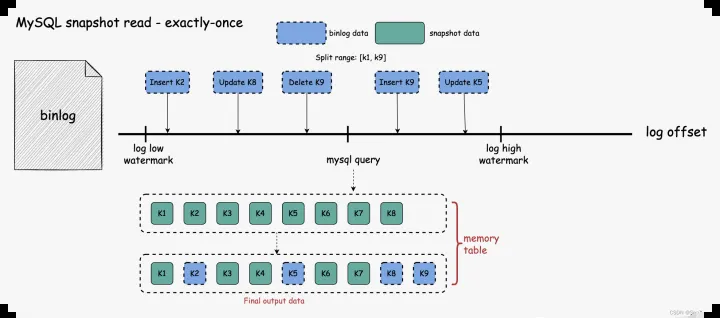 MySQL snapshot read - exactly-once
binlog data
snapshot data
Split range: [k1, k9]
binlog
Insert K2
Update K8
Delete K9
Insert K9
Update K5
log offset
log low
watermark
mysql query
log high
watermark
K1 K2 K3 K4 K5 K6 K7 K8
memory
table
K1 K2 K3 K4 K5 K6 K7 K8 K9
Final output data